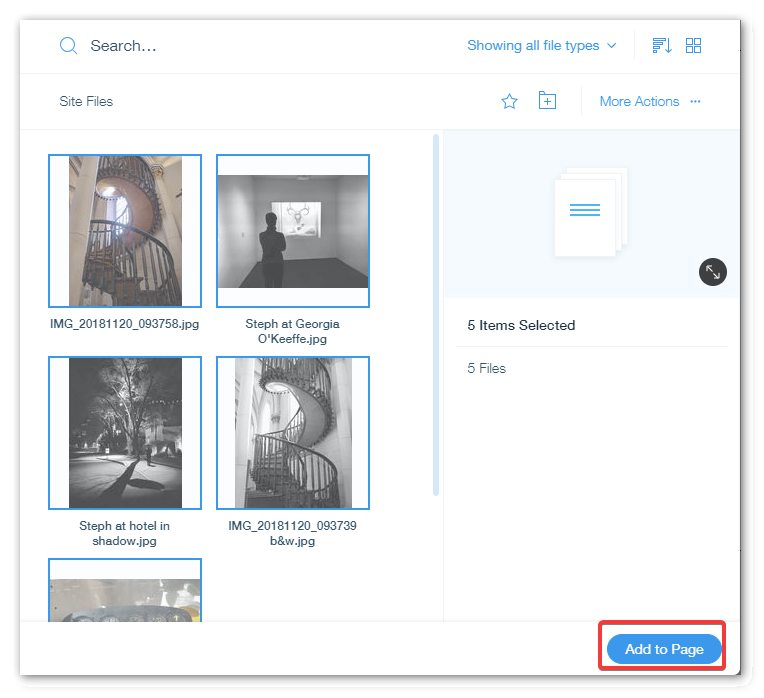 Search...
Showing all file types
Site Files
More Actions ...
IMG_20181120_093758.jpg
Steph at Georgia
O'Keeffe.jpg
Steph at hotel in
shadow.jpg
IMG_20181120_093739
b&w.jpg
5 Items Selected
5 Files
Add to Page